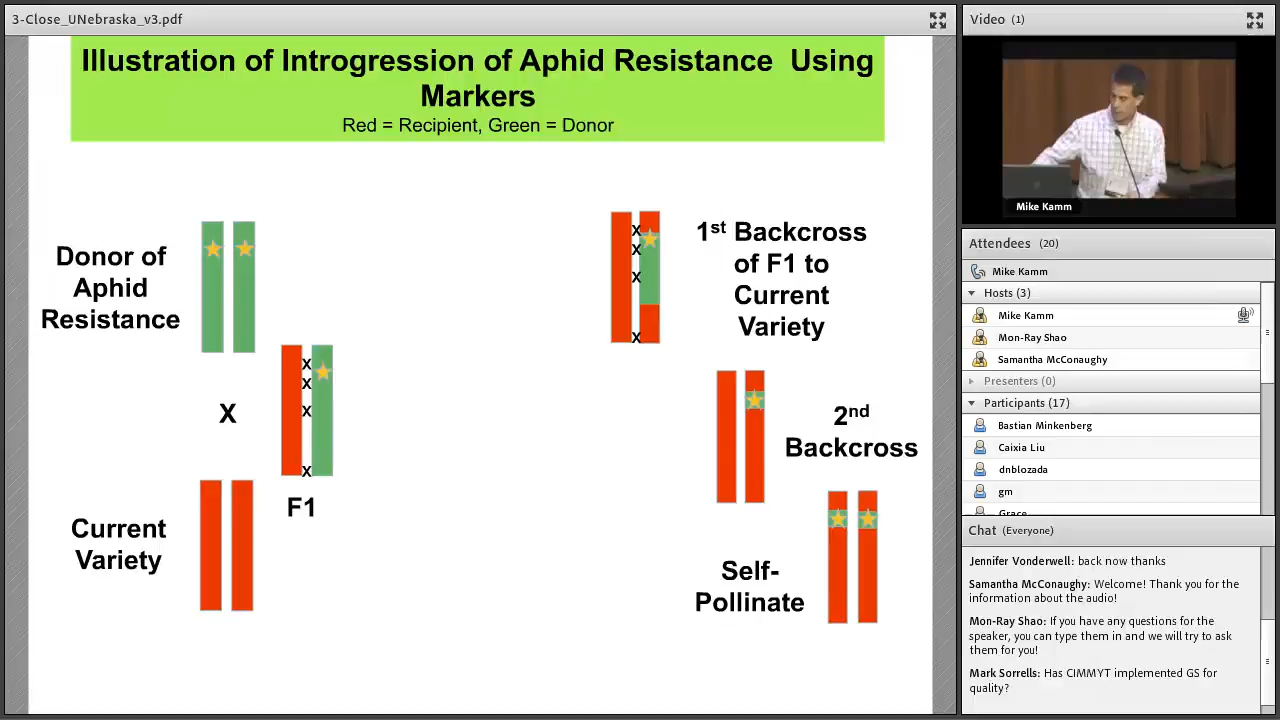 3-Close_UNebraska_v3.pdf
Illustration of Introgression of Aphid Resistance Using
Markers
Red = Recipient, Green = Donor
Donor of
Aphid
Resistance
X
Current
Variety
x
x
x
x
F1
x
x
x
x
1st Backcross
of F1 to
Current
Variety
2nd
Backcross
Self-
Pollinate
Video (1)
Mike Kamm
Attendees (20)
Mike Kamm
Hosts (3)
Mike Kamm
Mon-Ray Shao
Samantha McConaughy
Presenters (0)
Participants (17)
Bastian Minkenberg
Caixia Liu
dnblozada
gm
Grace
Chat (Everyone)
Jennifer Vonderwell: back now thanks
Samantha McConaughy: Welcome! Thank you for the
information about the audio!
Mon-Ray Shao: If you have any questions for the
speaker, you can type them in and we will try to ask
them for you!
Mark Sorrells: Has CIMMYT implemented GS for
quality?